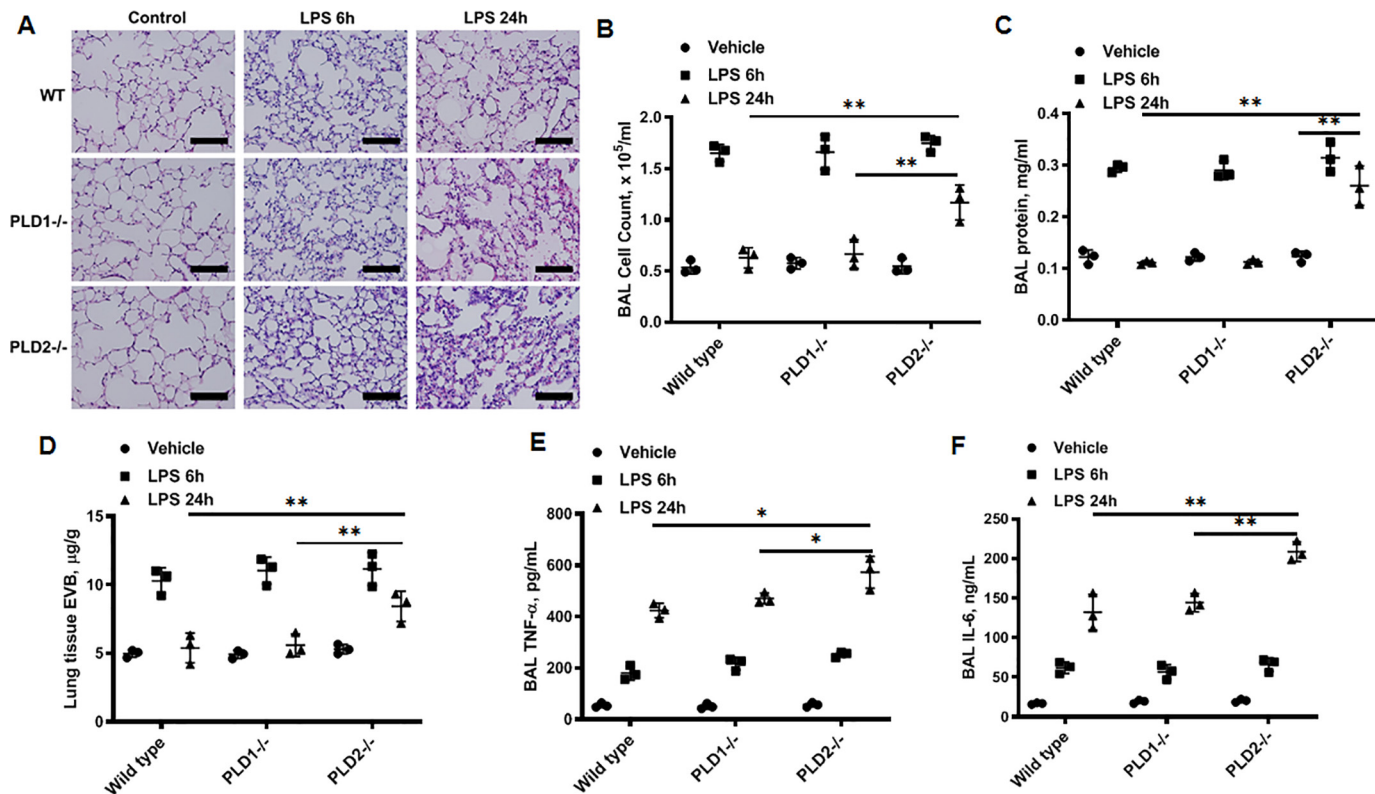 A
Control
LPS 6h
LPS 24h
WT
PLD1-/-
PLD2-/-
B
Vehicle
LPS 6h
LPS 24h
BAL Cell Count, x 10⁵/ml
2.0
1.5
1.0
0.5
0.0
**
**
Wild type
PLD1-/-
PLD2-/-
C
Vehicle
LPS 6h
LPS 24h
BAL protein, mg/ml
0.4
0.3
0.2
0.1
0.0
**
**
Wild type
PLD1-/-
PLD2-/-
D
Vehicle
LPS 6h
LPS 24h
Lung tissue EVB, µg/g
15
10
5
0
**
**
Wild type
PLD1-/-
PLD2-/-
E
Vehicle
LPS 6h
LPS 24h
BAL TNF-α, pg/mL
800
600
400
200
0
*
*
Wild type
PLD1-/-
PLD2-/-
F
Vehicle
LPS 6h
LPS 24h
BAL IL-6, ng/mL
250
200
150
100
50
0
**
**
Wild type
PLD1-/-
PLD2-/-